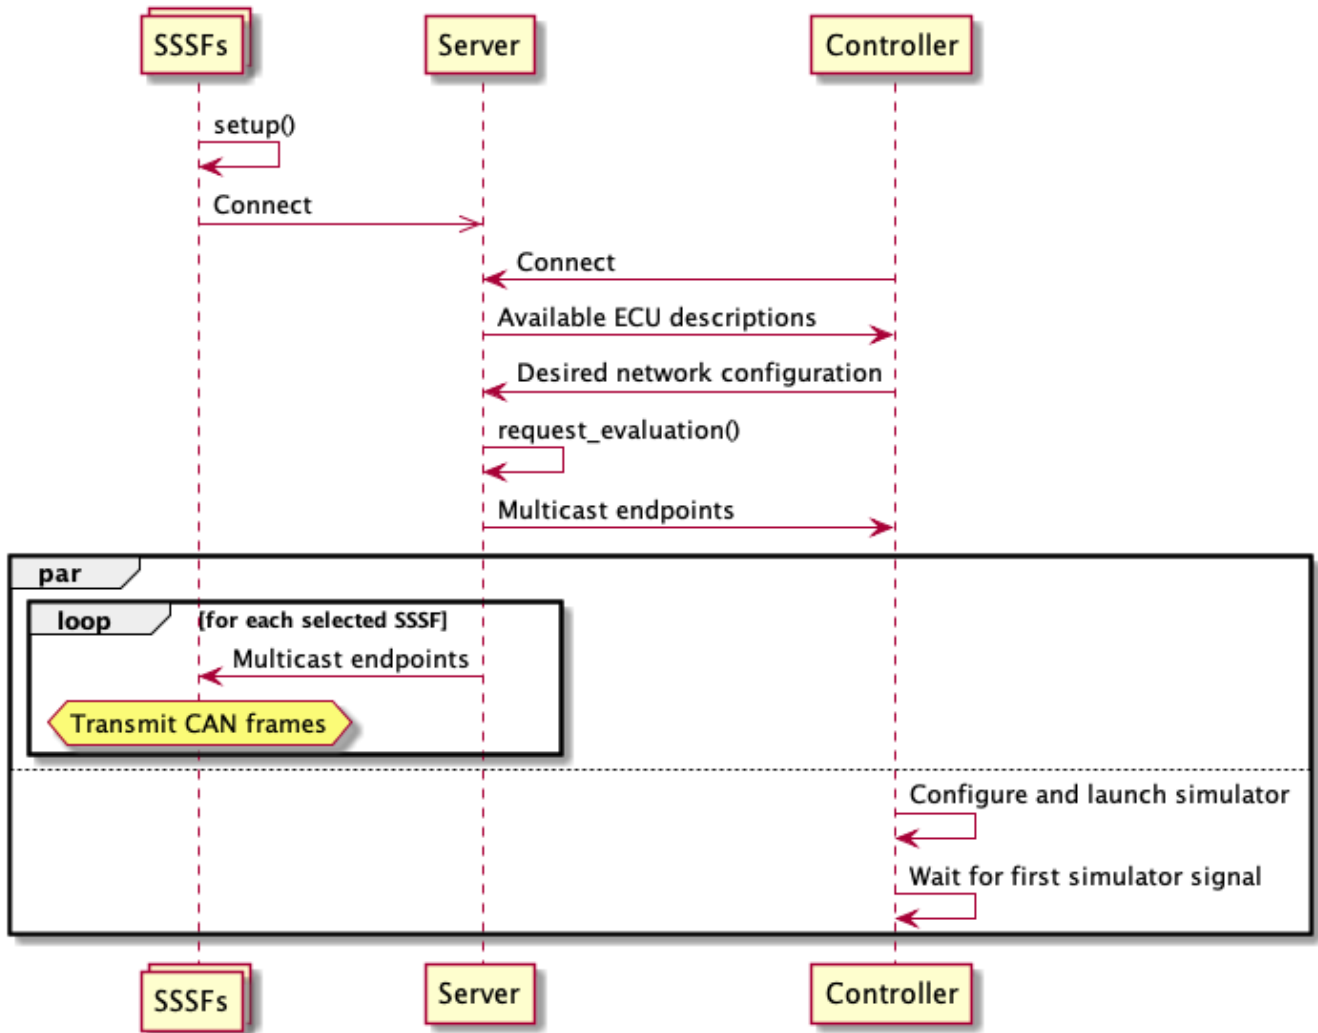 SSSFs
Server
Controller
setup()
Connect
Connect
Available ECU descriptions
Desired network configuration
request_evaluation()
Multicast endpoints
par
loop
[for each selected SSSF]
Multicast endpoints
Transmit CAN frames
Configure and launch simulator
Wait for first simulator signal
SSSFs
Server
Controller